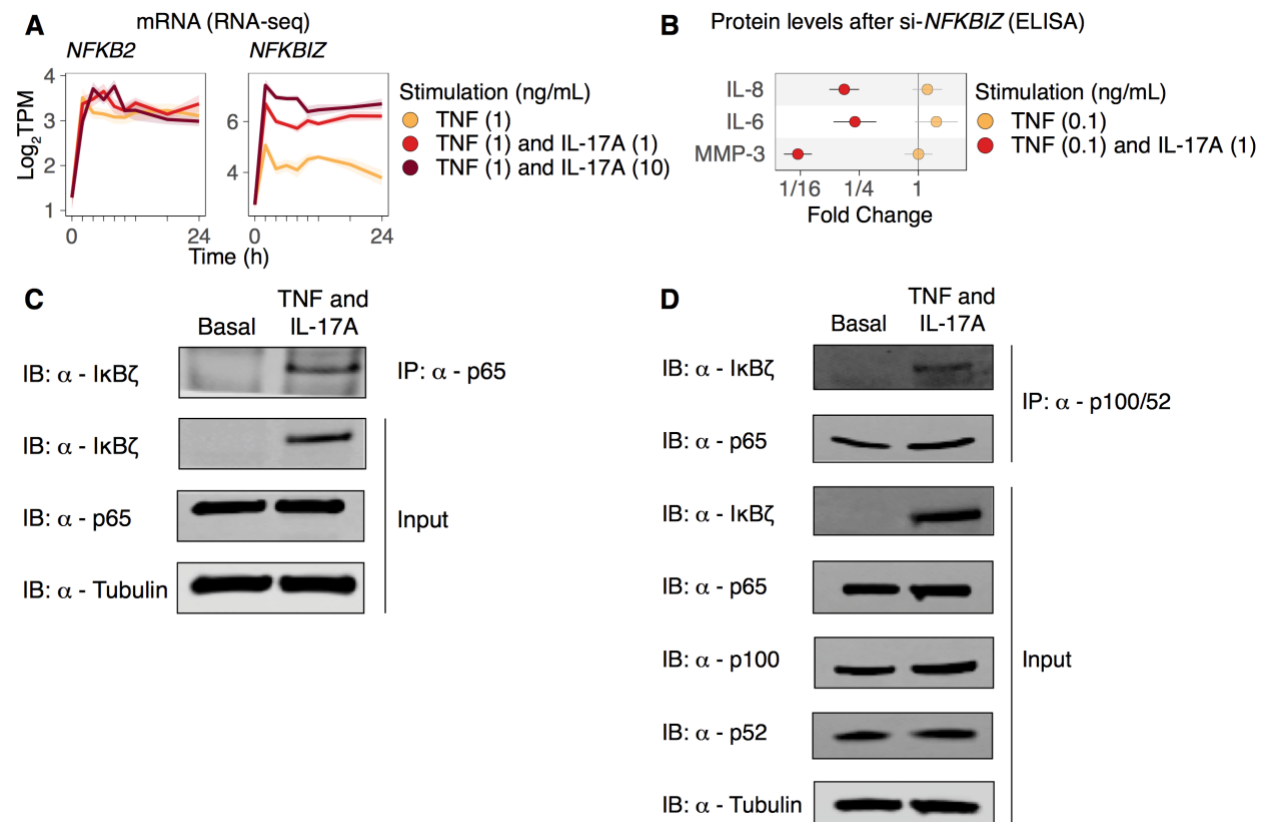 A
mRNA (RNA-seq)
NFKB2
NFKBIZ
Log2TPM
4
3
2
1
6
4
0
24
0
24
Time (h)
Stimulation (ng/mL)
TNF (1)
TNF (1) and IL-17A (1)
TNF (1) and IL-17A (10)
B
Protein levels after si-NFKBIZ (ELISA)
IL-8
IL-6
MMP-3
1/16
1/4
1
Fold Change
Stimulation (ng/mL)
TNF (0.1)
TNF (0.1) and IL-17A (1)
C
Basal
TNF and
IL-17A
IB: α - IκBζ
IP: α - p65
IB: α - IκBζ
IB: α - p65
IB: α - Tubulin
Input
D
Basal
TNF and
IL-17A
IB: α - IκBζ
IB: α - p65
IP: α - p100/52
IB: α - IκBζ
IB: α - p65
IB: α - p100
IB: α - p52
IB: α - Tubulin
Input